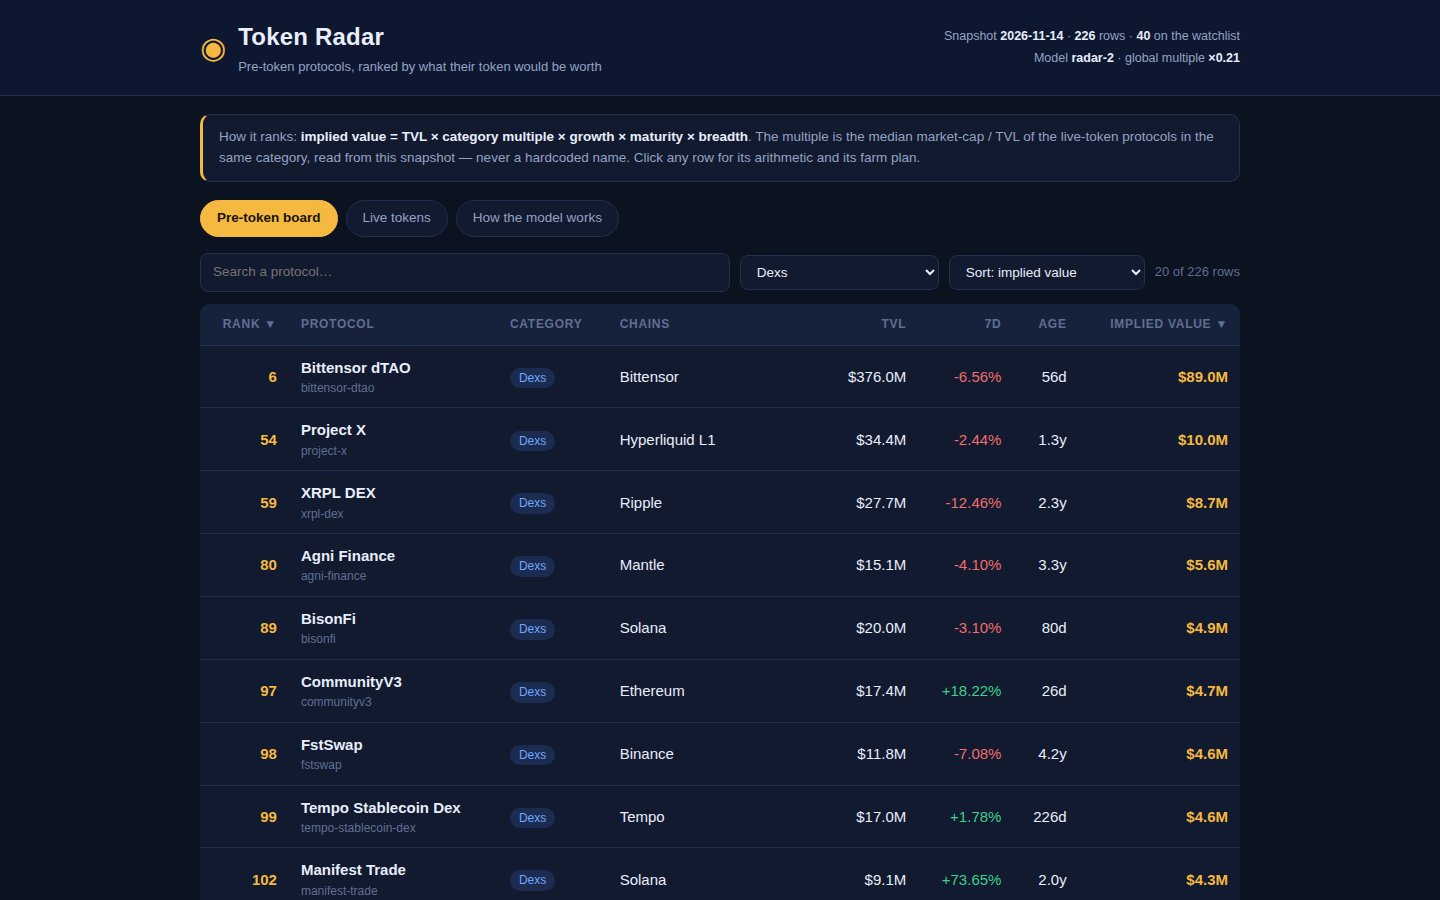 Token Radar
Pre-token protocols, ranked by what their token would be worth
Snapshot 2026-11-14 · 226 rows · 40 on the watchlist
Model radar-2 · global multiple ×0.21
How it ranks: implied value = TVL × category multiple × growth × maturity × breadth. The multiple is the median market-cap / TVL of the live-token protocols in the
same category, read from this snapshot — never a hardcoded name. Click any row for its arithmetic and its farm plan.
Pre-token board Live tokens How the model works
Search a protocol… Dexs Sort: implied value 20 of 226 rows
RANK ▼ PROTOCOL CATEGORY CHAINS TVL 7D AGE IMPLIED VALUE ▼
6 Bittensor dTAO Dexs Bittensor $376.0M -6.56% 56d $89.0M
bittensor-dtao
54 Project X Dexs Hyperliquid L1 $34.4M -2.44% 1.3y $10.0M
project-x
59 XRPL DEX Dexs Ripple $27.7M -12.46% 2.3y $8.7M
xrpl-dex
80 Agni Finance Dexs Mantle $15.1M -4.10% 3.3y $5.6M
agni-finance
89 BisonFi Dexs Solana $20.0M -3.10% 80d $4.9M
bisonfi
97 CommunityV3 Dexs Ethereum $17.4M +18.22% 26d $4.7M
communityv3
98 FstSwap Dexs Binance $11.8M -7.08% 4.2y $4.6M
fstswap
99 Tempo Stablecoin Dex Dexs Tempo $17.0M +1.78% 226d $4.6M
tempo-stablecoin-dex
102 Manifest Trade Dexs Solana $9.1M +73.65% 2.0y $4.3M
manifest-trade